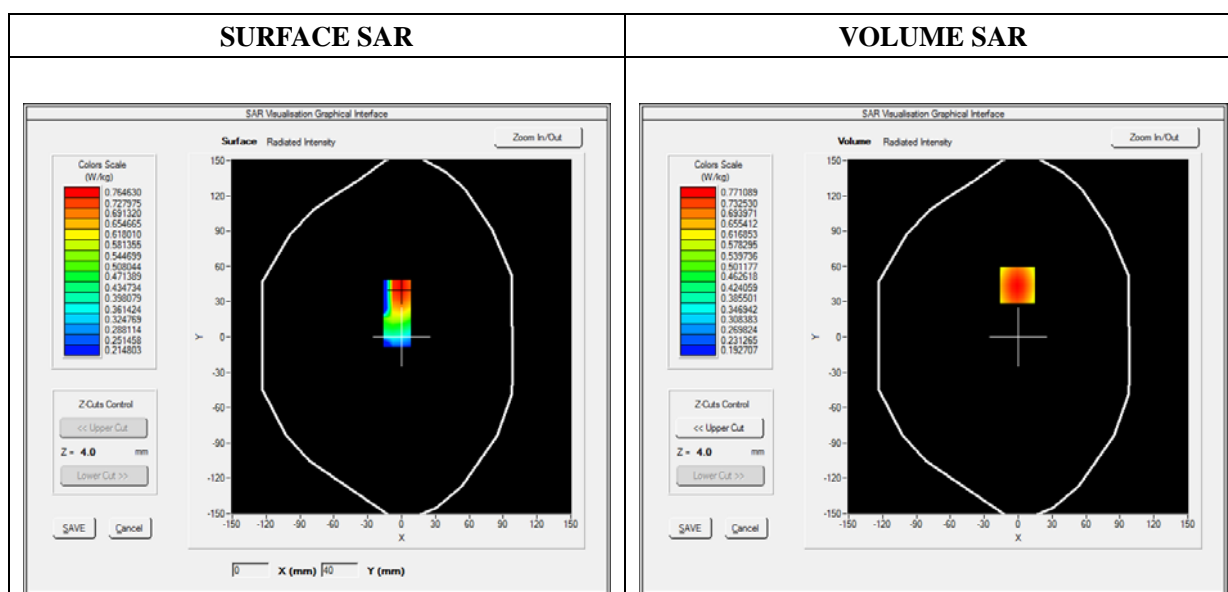 SURFACE SAR
VOLUME SAR
SAR Visualisation Graphical Interface
Surface Radiated Intensity
Zoom In/Out
Colors Scale
(W/kg)
0.764630
0.727975
0.691320
0.654665
0.618010
0.581355
0.544699
0.508044
0.471389
0.434734
0.398079
0.361424
0.324769
0.288114
0.251458
0.214803
Z-Cuts Control
<< Upper Cut
Z = 4.0 mm
Lower Cut >>
SAVE Cancel
Y
150
120
90
60
30
0
-30
-60
-90
-120
-150
-150 -120 -90 -60 -30 0 30 60 90 120 150
X
0 X (mm) 40 Y (mm)
SAR Visualisation Graphical Interface
Volume Radiated Intensity
Zoom In/Out
Colors Scale
(W/kg)
0.771089
0.732530
0.693971
0.655412
0.616853
0.578295
0.539736
0.501177
0.462618
0.424059
0.385501
0.346942
0.308383
0.269824
0.231265
0.192707
Z-Cuts Control
<< Upper Cut
Z = 4.0 mm
Lower Cut >>
SAVE Cancel
Y
150
120
90
60
30
0
-30
-60
-90
-120
-150
-150 -120 -90 -60 -30 0 30 60 90 120 150
X